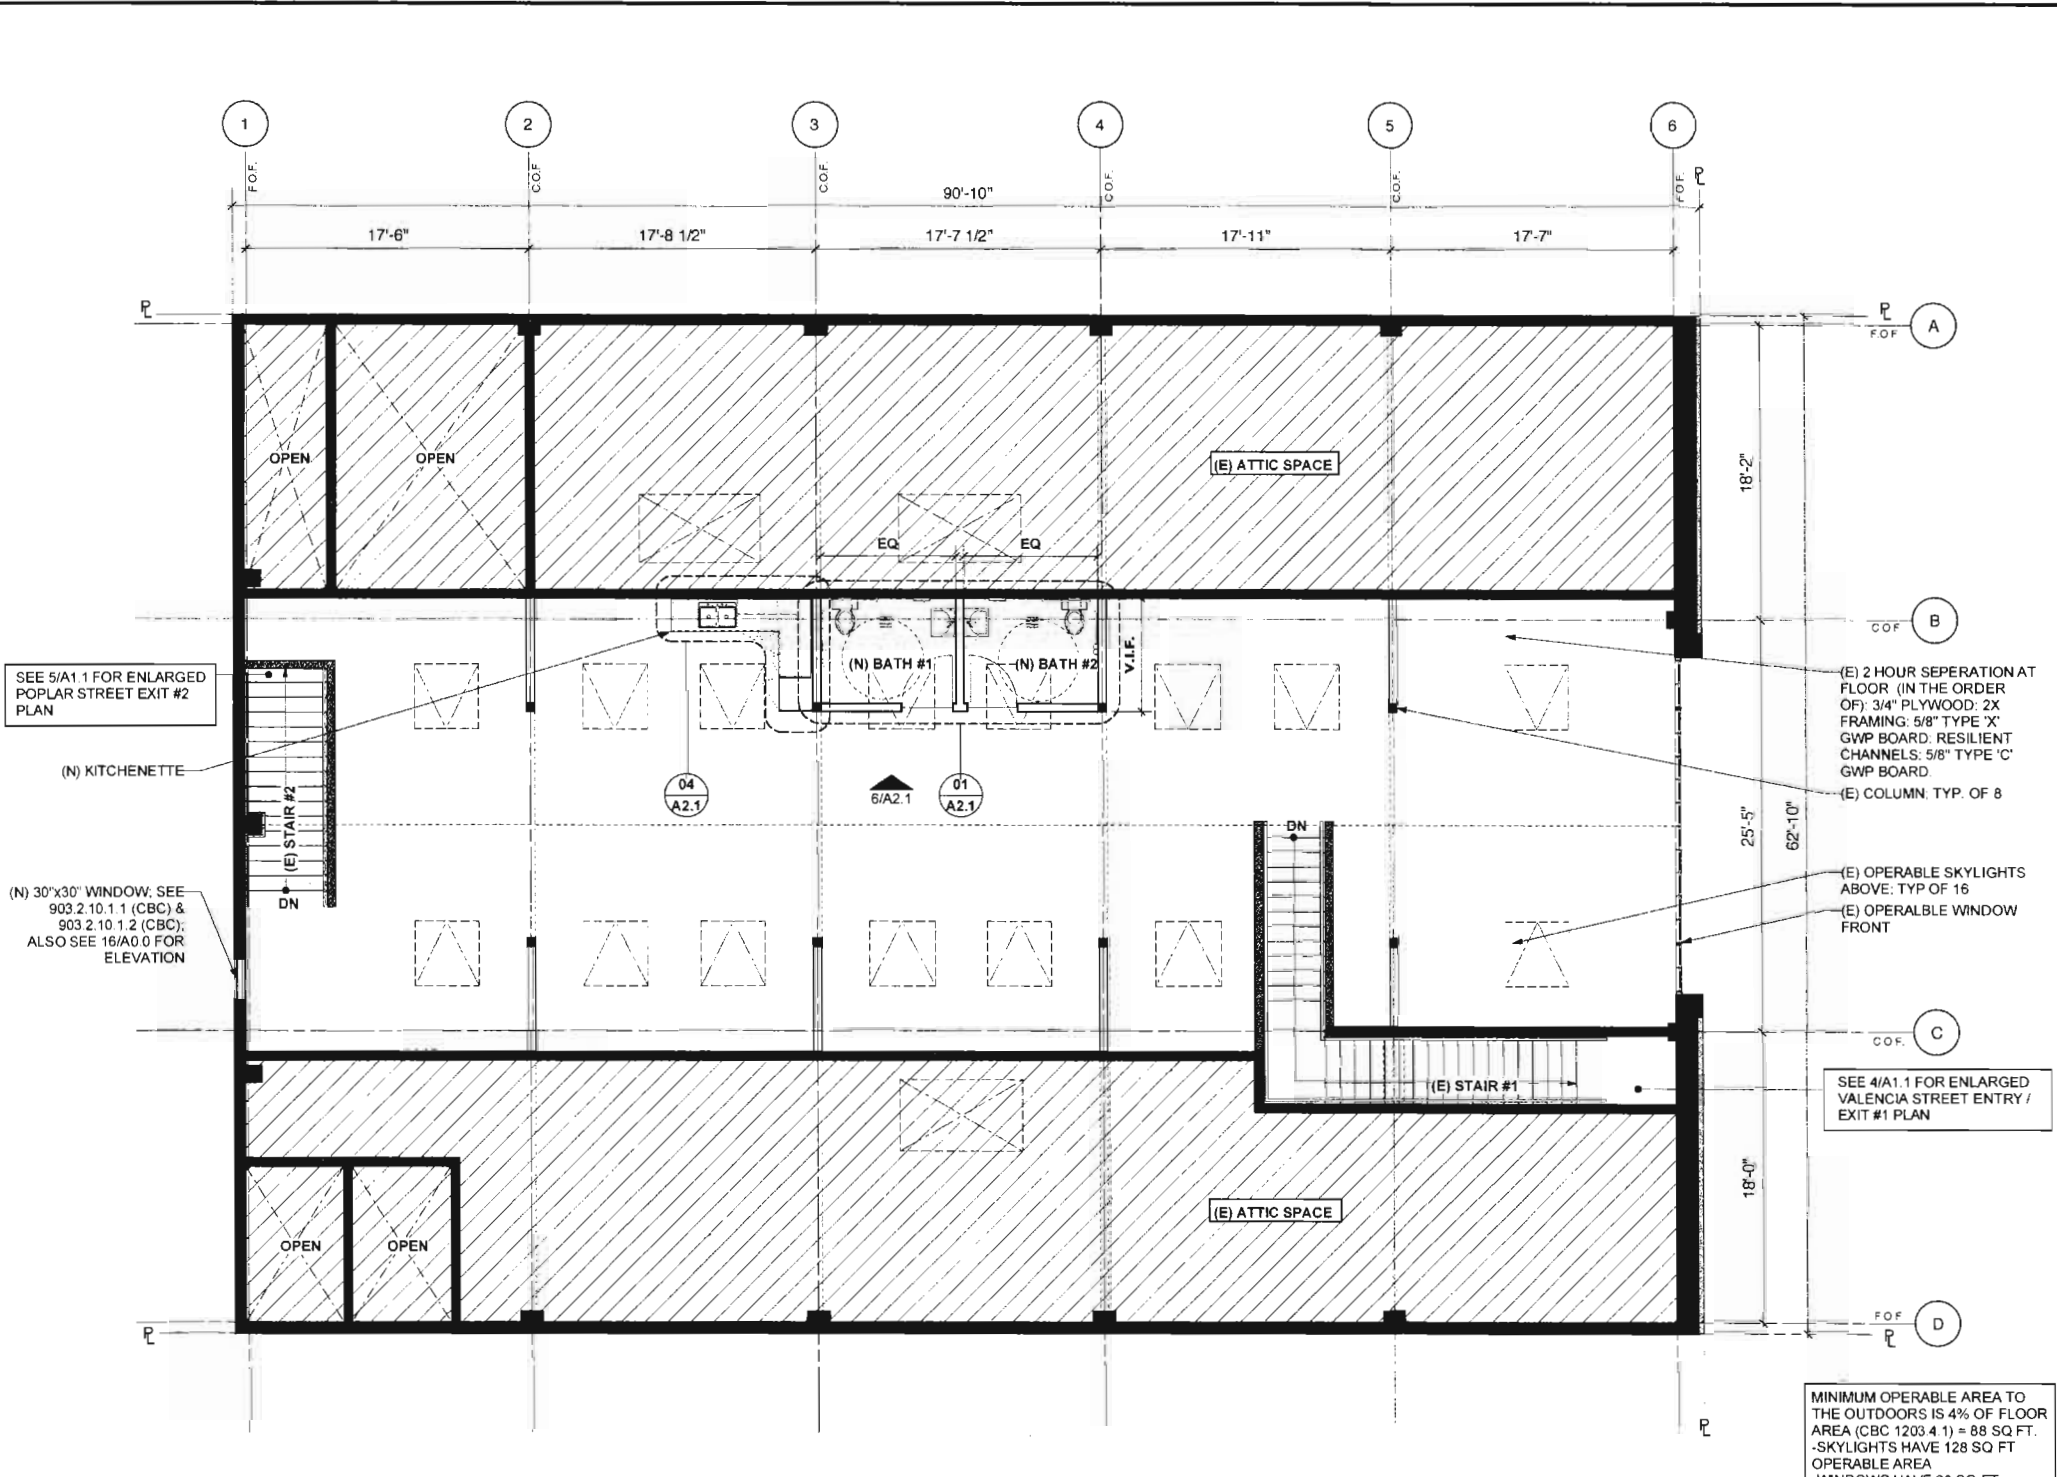 1
2
3
4
5
6
F.O.F.
C.O.F.
C.O.F.
C.O.F.
C.O.F.
F.O.F.
PL
90'-10"
17'-6"
17'-8 1/2"
17'-7 1/2"
17'-11"
17'-7"
PL
PL
F.O.F
A
OPEN
OPEN
(E) ATTIC SPACE
18'-2"
EQ
EQ
C O F
B
(N) BATH #1
(N) BATH #2
V.I.F.
SEE 5/A1.1 FOR ENLARGED
POPLAR STREET EXIT #2
PLAN
(N) KITCHENETTE
(E) STAIR #2
DN
04
A2.1
6/A2.1
01
A2.1
(E) 2 HOUR SEPERATION AT
FLOOR (IN THE ORDER
OF): 3/4" PLYWOOD: 2X
FRAMING: 5/8" TYPE 'X'
GWP BOARD: RESILIENT
CHANNELS: 5/8" TYPE 'C'
GWP BOARD.
(E) COLUMN; TYP. OF 8
DN
25'-5"
62'-10"
(N) 30"x30" WINDOW; SEE
903.2.10.1.1 (CBC) &
903.2.10.1.2 (CBC);
ALSO SEE 16/A0.0 FOR
ELEVATION
(E) OPERABLE SKYLIGHTS
ABOVE; TYP OF 16
(E) OPERALBLE WINDOW
FRONT
C O F.
C
(E) STAIR #1
SEE 4/A1.1 FOR ENLARGED
VALENCIA STREET ENTRY /
EXIT #1 PLAN
18'-0"
(E) ATTIC SPACE
OPEN
OPEN
F O F
D
PL
PL
PL
MINIMUM OPERABLE AREA TO
THE OUTDOORS IS 4% OF FLOOR
AREA (CBC 1203.4.1) = 88 SQ FT.
-SKYLIGHTS HAVE 128 SQ FT
OPERABLE AREA